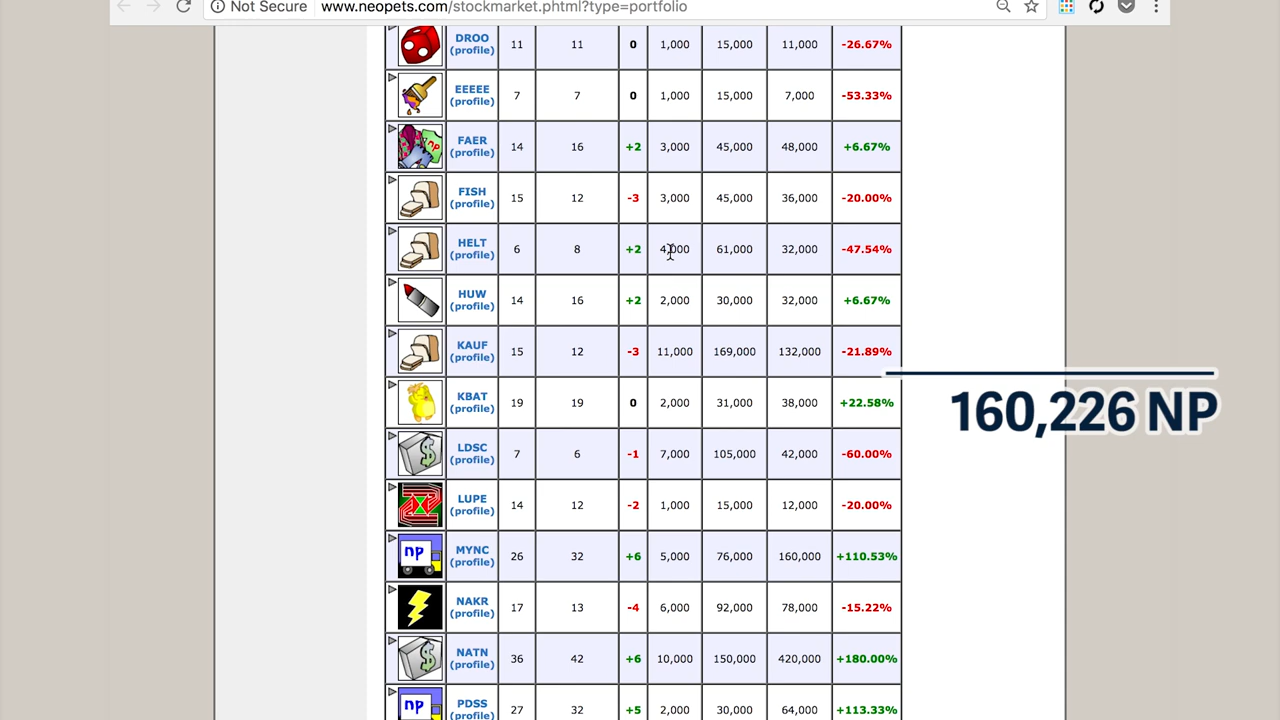 Not Secure www.neopets.com/stockmarket.phtml?type=portfolio
DROO (profile) 11 11 0 1,000 15,000 11,000 -26.67%
EEEEE (profile) 7 7 0 1,000 15,000 7,000 -53.33%
FAER (profile) 14 16 +2 3,000 45,000 48,000 +6.67%
FISH (profile) 15 12 -3 3,000 45,000 36,000 -20.00%
HELT (profile) 6 8 +2 4,000 61,000 32,000 -47.54%
HUW (profile) 14 16 +2 2,000 30,000 32,000 +6.67%
KAUF (profile) 15 12 -3 11,000 169,000 132,000 -21.89%
KBAT (profile) 19 19 0 2,000 31,000 38,000 +22.58%
160,226 NP
LDSC (profile) 7 6 -1 7,000 105,000 42,000 -60.00%
LUPE (profile) 14 12 -2 1,000 15,000 12,000 -20.00%
np MYNC (profile) 26 32 +6 5,000 76,000 160,000 +110.53%
NAKR (profile) 17 13 -4 6,000 92,000 78,000 -15.22%
NATN (profile) 36 42 +6 10,000 150,000 420,000 +180.00%
np PDSS (profile) 27 32 +5 2,000 30,000 64,000 +113.33%